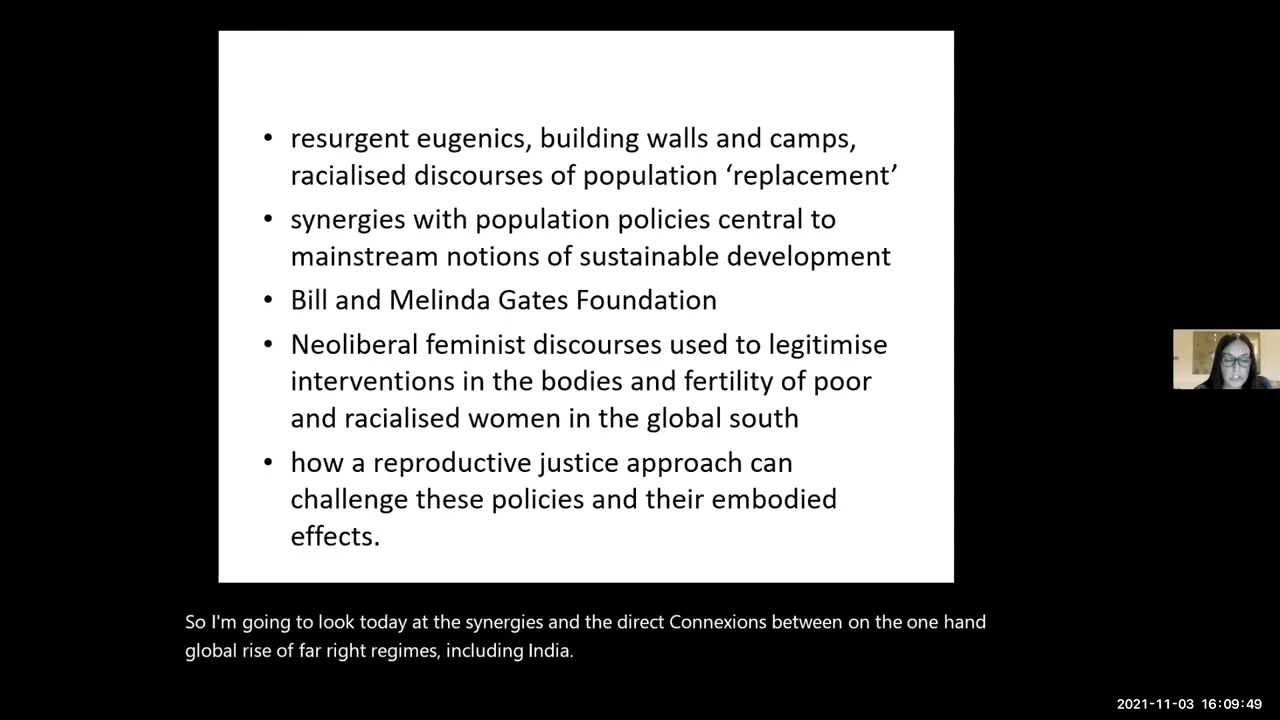 • resurgent eugenics, building walls and camps,
racialised discourses of population ‘replacement’
• synergies with population policies central to
mainstream notions of sustainable development
• Bill and Melinda Gates Foundation
• Neoliberal feminist discourses used to legitimise
interventions in the bodies and fertility of poor
and racialised women in the global south
• how a reproductive justice approach can
challenge these policies and their embodied
effects.
So I'm going to look today at the synergies and the direct Connexions between on the one hand
global rise of far right regimes, including India.
2021-11-03 16:09:49